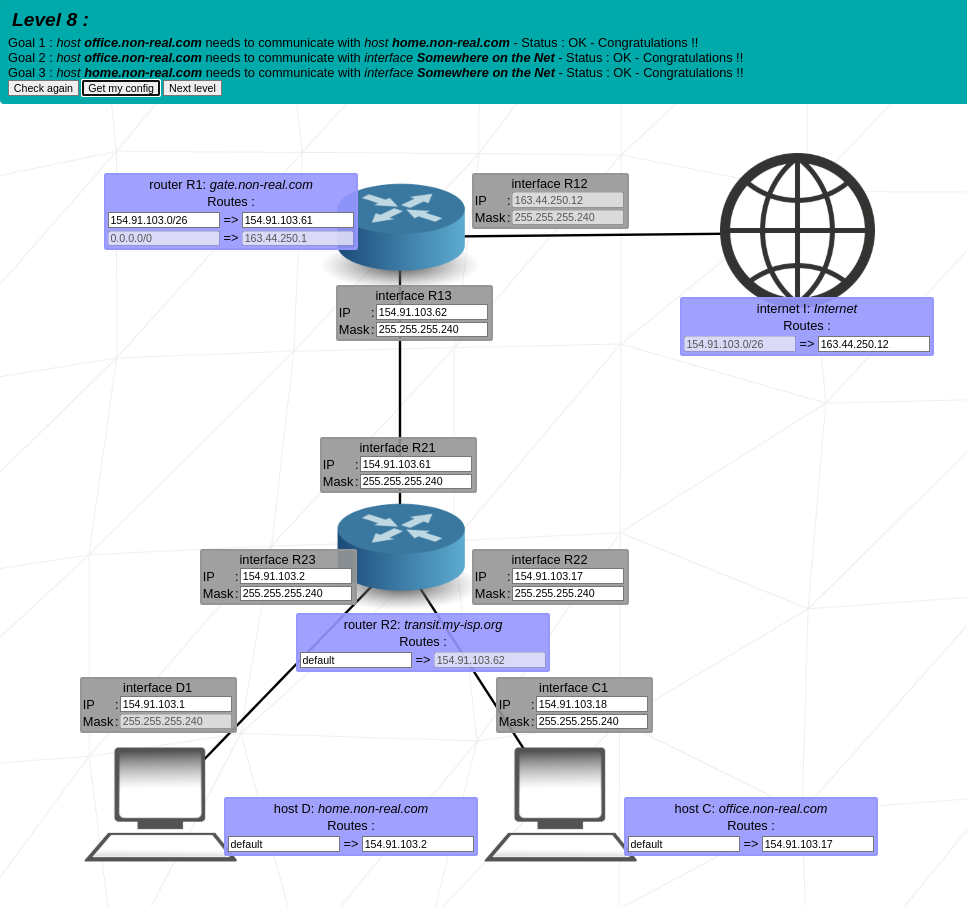 Level 8 :
Goal 1 : host office.non-real.com needs to communicate with host home.non-real.com - Status : OK - Congratulations !!
Goal 2 : host office.non-real.com needs to communicate with interface Somewhere on the Net - Status : OK - Congratulations !!
Goal 3 : host home.non-real.com needs to communicate with interface Somewhere on the Net - Status : OK - Congratulations !!
Check again Get my config Next level
router R1: gate.non-real.com
Routes :
154.91.103.0/26 => 154.91.103.61
0.0.0.0/0 => 163.44.250.1
interface R12
IP : 163.44.250.12
Mask : 255.255.255.240
interface R13
IP : 154.91.103.62
Mask : 255.255.255.240
internet I: Internet
Routes :
154.91.103.0/26 => 163.44.250.12
interface R21
IP : 154.91.103.61
Mask : 255.255.255.240
interface R23
IP : 154.91.103.2
Mask : 255.255.255.240
interface R22
IP : 154.91.103.17
Mask : 255.255.255.240
router R2: transit.my-isp.org
Routes :
default => 154.91.103.62
interface D1
IP : 154.91.103.1
Mask : 255.255.255.240
interface C1
IP : 154.91.103.18
Mask : 255.255.255.240
host D: home.non-real.com
Routes :
default => 154.91.103.2
host C: office.non-real.com
Routes :
default => 154.91.103.17